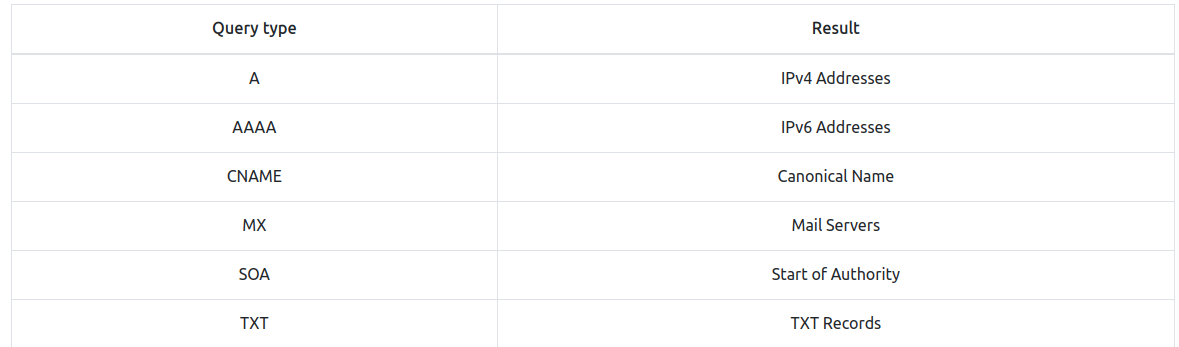 Query type Result
A IPv4 Addresses
AAAA IPv6 Addresses
CNAME Canonical Name
MX Mail Servers
SOA Start of Authority
TXT TXT Records